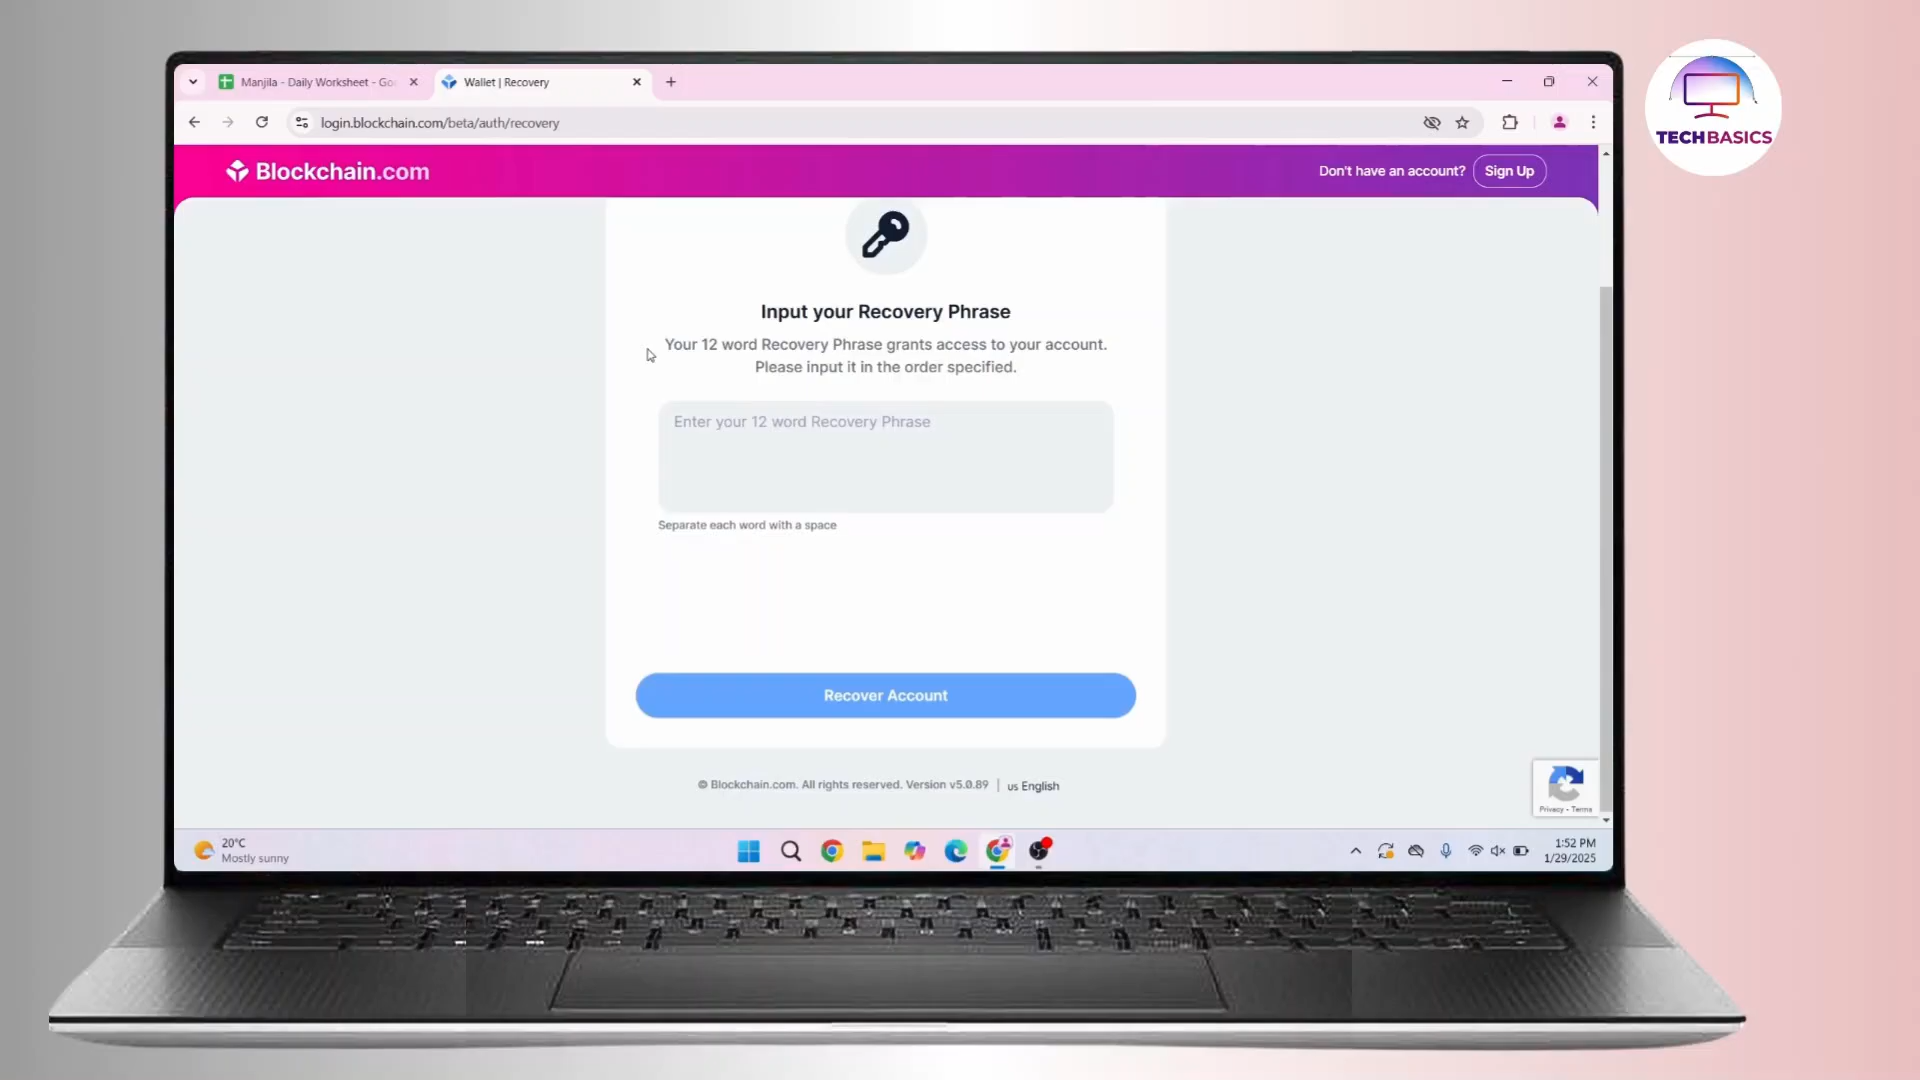 Manjila - Daily Worksheet - Goo
Wallet | Recovery
TECHBASICS
login.blockchain.com/beta/auth/recovery
Blockchain.com
Don't have an account?
Sign Up
Input your Recovery Phrase
Your 12 word Recovery Phrase grants access to your account.
Please input it in the order specified.
Enter your 12 word Recovery Phrase
Separate each word with a space
Recover Account
© Blockchain.com. All rights reserved. Version v5.0.89 | us English
Privacy - Terms
20°C
Mostly sunny
1:52 PM
1/29/2025